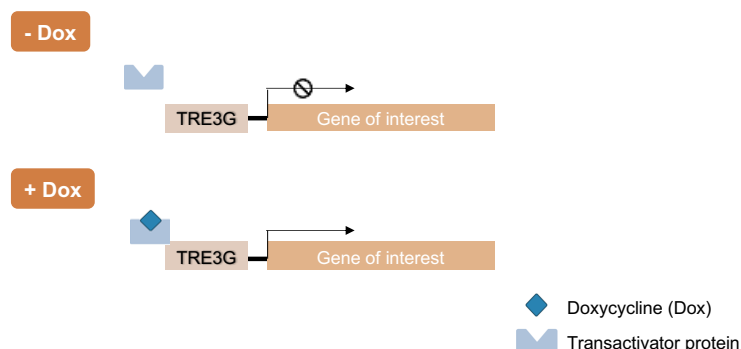 - Dox
TRE3G
Gene of interest
+ Dox
TRE3G
Gene of interest
Doxycycline (Dox)
Transactivator protein